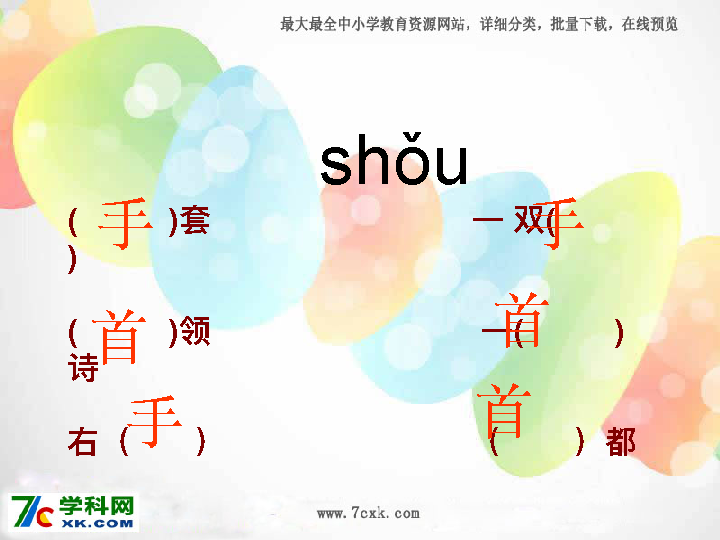 最大最全中小学教育资源网站，详细分类，批量下载，在线预览
shǒu
( 手 )套 一 双( 手
)
( 首 )领 一( 首 )
诗
右（ 手 ） （ 首 ）都
学科网
XK.COM
www.7cxk.com